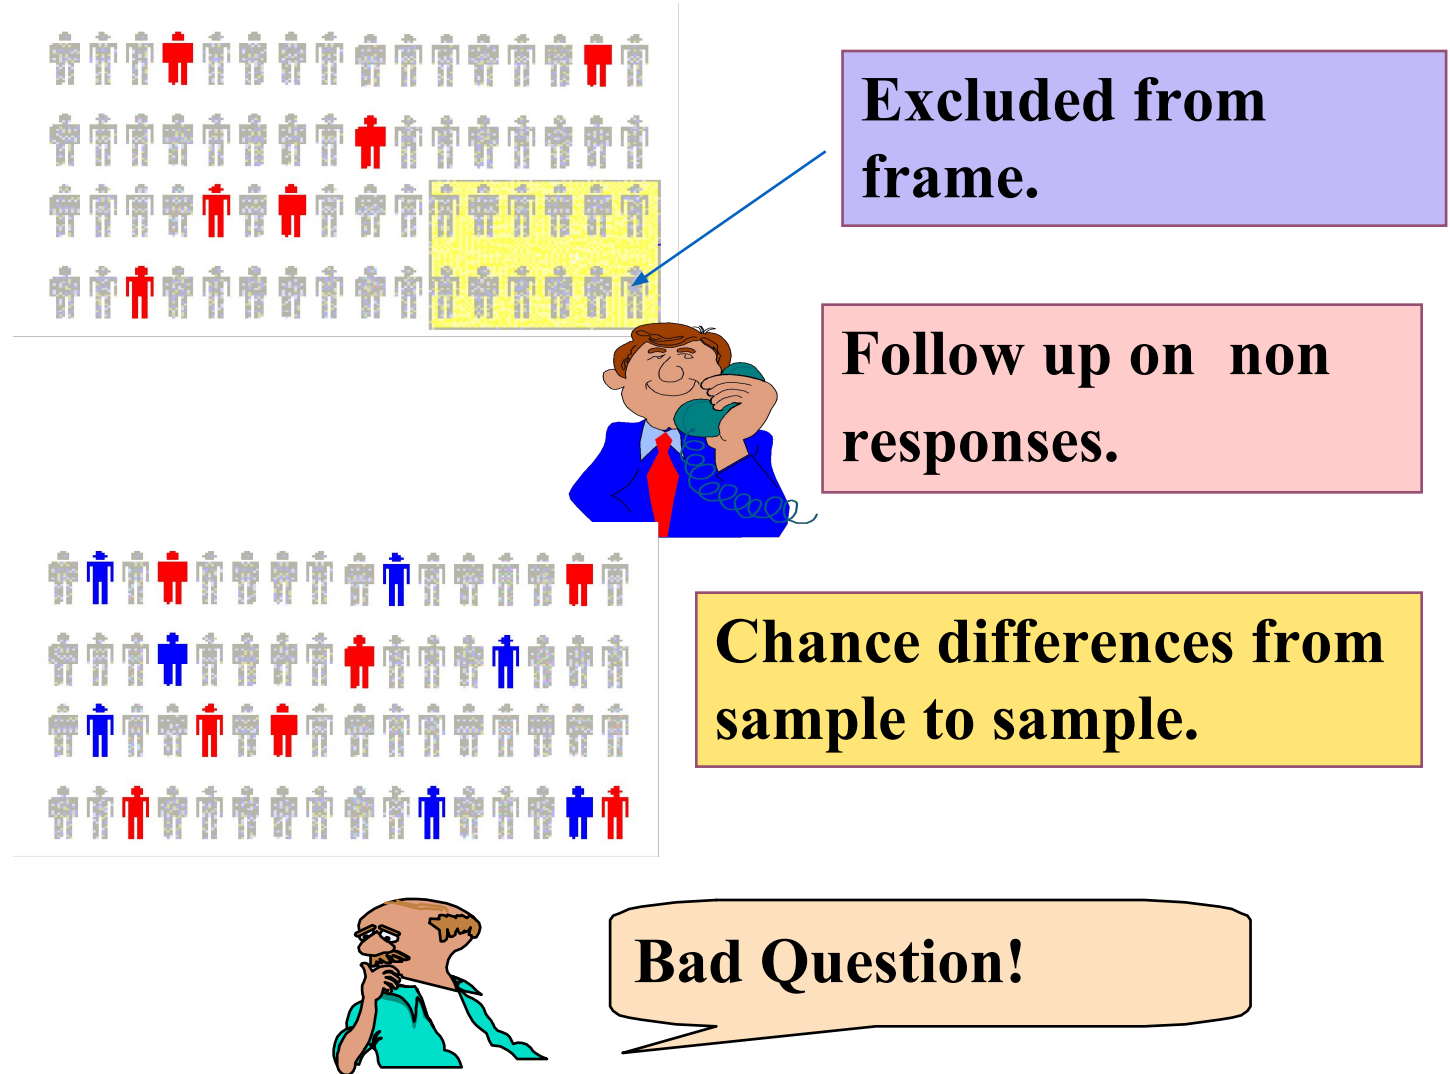 Excluded from
frame.
Follow up on  non
responses.
Chance differences from
sample to sample.
Bad Question!